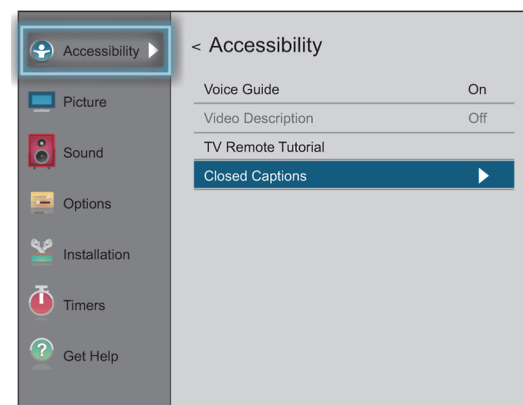 Accessibility
Picture
Sound
Options
Installation
Timers
Get Help
< Accessibility
Voice Guide On
Video Description Off
TV Remote Tutorial
Closed Captions